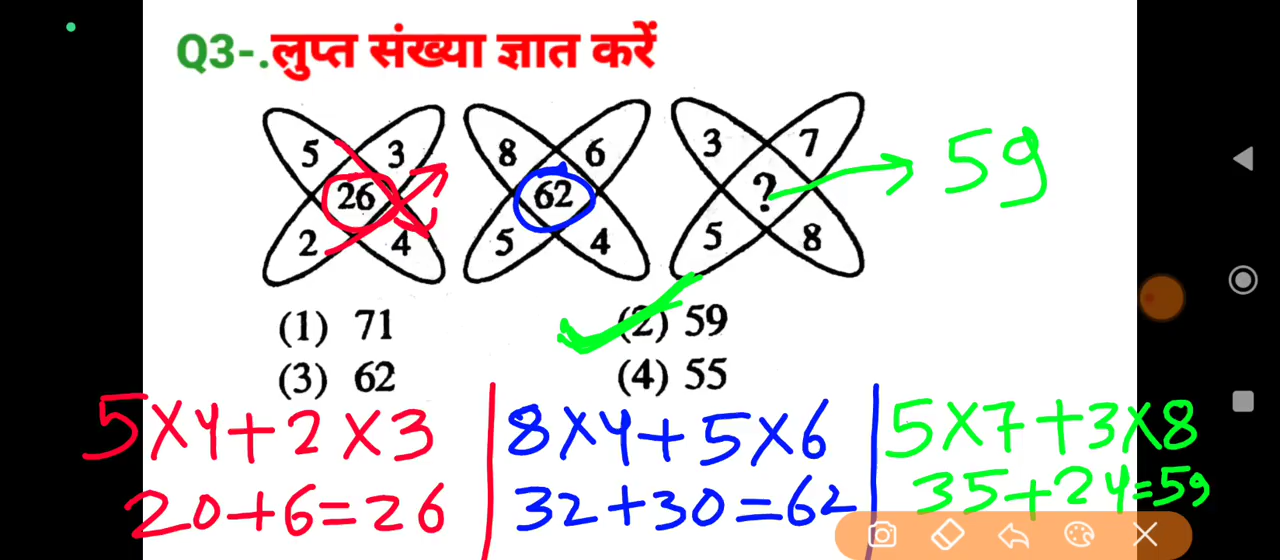 Q3-.लुप्त संख्या ज्ञात करें
5 3 8 6 3 7
26 62 ? 59
2 4 5 4 5 8
(1) 71 (2) 59
(3) 62 (4) 55
5X4+2X3 8X4+5X6 5X7+3X8
20+6=26 32+30=62 35+24=59